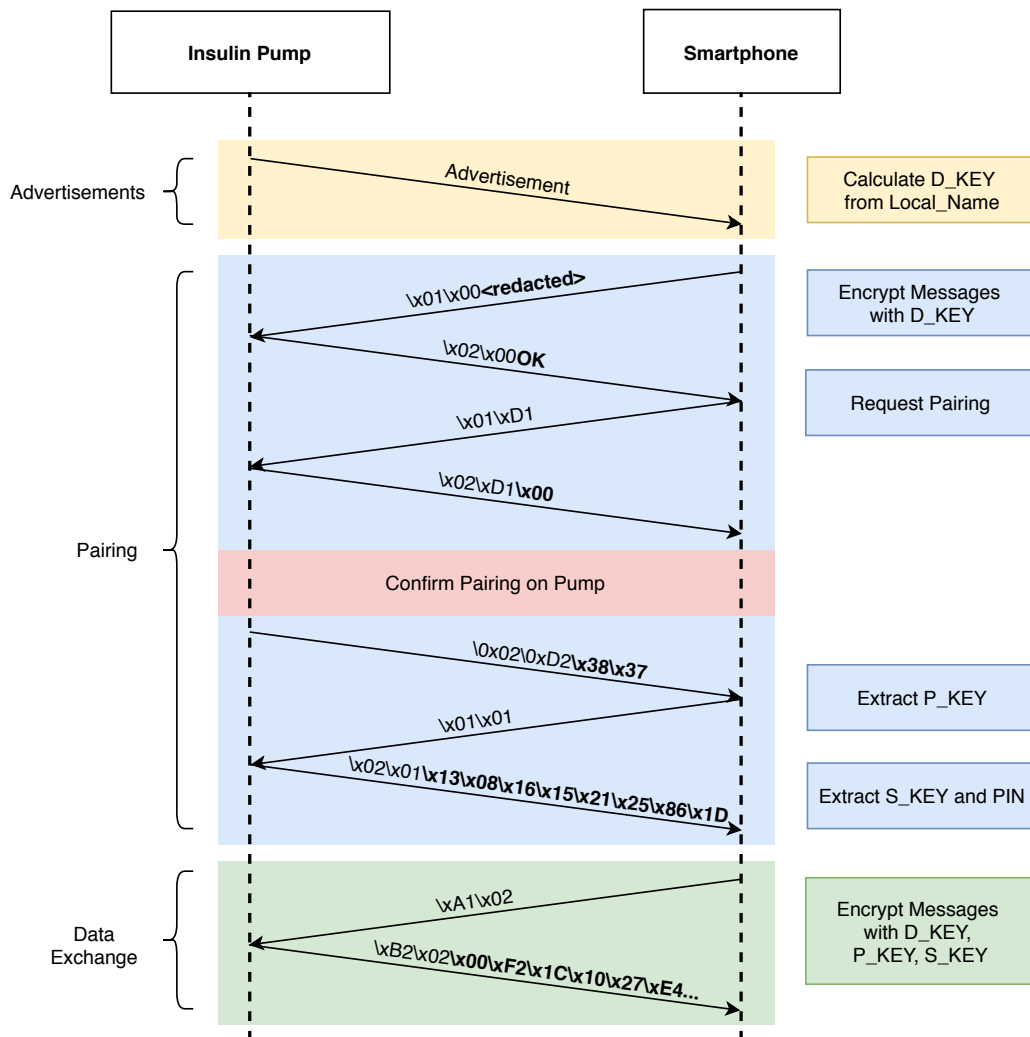 Insulin Pump
Smartphone
Advertisements
Advertisement
Calculate D_KEY
from Local_Name
\x01\x00<redacted>
Encrypt Messages
with D_KEY
\x02\x00OK
Request Pairing
\x01\xD1
\x02\xD1\x00
Pairing
Confirm Pairing on Pump
\0x02\0xD2\x38\x37
Extract P_KEY
\x01\x01
\x02\x01\x13\x08\x16\x15\x21\x25\x86\x1D
Extract S_KEY and PIN
\xA1\x02
Data
Exchange
\xB2\x02\x00\xF2\x1C\x10\x27\xE4...
Encrypt Messages
with D_KEY,
P_KEY, S_KEY